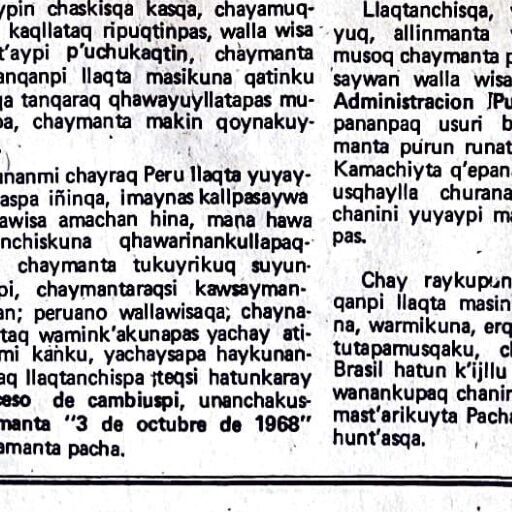 ypin chaskisqa kasqa, chayamuq-
kaqllataq ripuqtinpas, walla wisa
t'aypi p'uchukaqtin, chaymanta
anqanpi llaqta masikuna qatinku
qa tanqaraq qhawayuyllatapas mu-
pa, chaymanta makin qoynakuy-
)
unanmi chayraq Peru llaqta yuyay-
aspa iñinqa, imaynas kallpasaywa
awisa amachan hina, mana hawa
nchiskuna qhawarinankullapaq-
chaymanta tukuyrikuq suyun-
pi, chaymantaraqsi kawsayman-
an; peruano wallawisaqa; chayna-
taq wamink'akunapas yachay ati-
mi kanku, yachaysapa haykunan-
aq llaqtanchispa tteqsi hatunkaray
ceso de cambiuspi, unanchakus-
manta "3 de octubre de 1968"
amanta pacha.
Llaqtanchisqa,
yuq, allinmanta
musoq chaymanta p
saywan walla wisa
Administracion Pu
pananpaq usuri b
manta purun runat
Kamachiyta q'epan
usqhaylla churana
chanini yuyaypi ma
pas.
Chay raykupun
qanpi llaqta masin
na, warmikuna, erq
tutapamusqaku, c
Brasil hatun k'ijllu
wanankupaq chanin
mast'arikuyta Pacha
hunt'asqa.